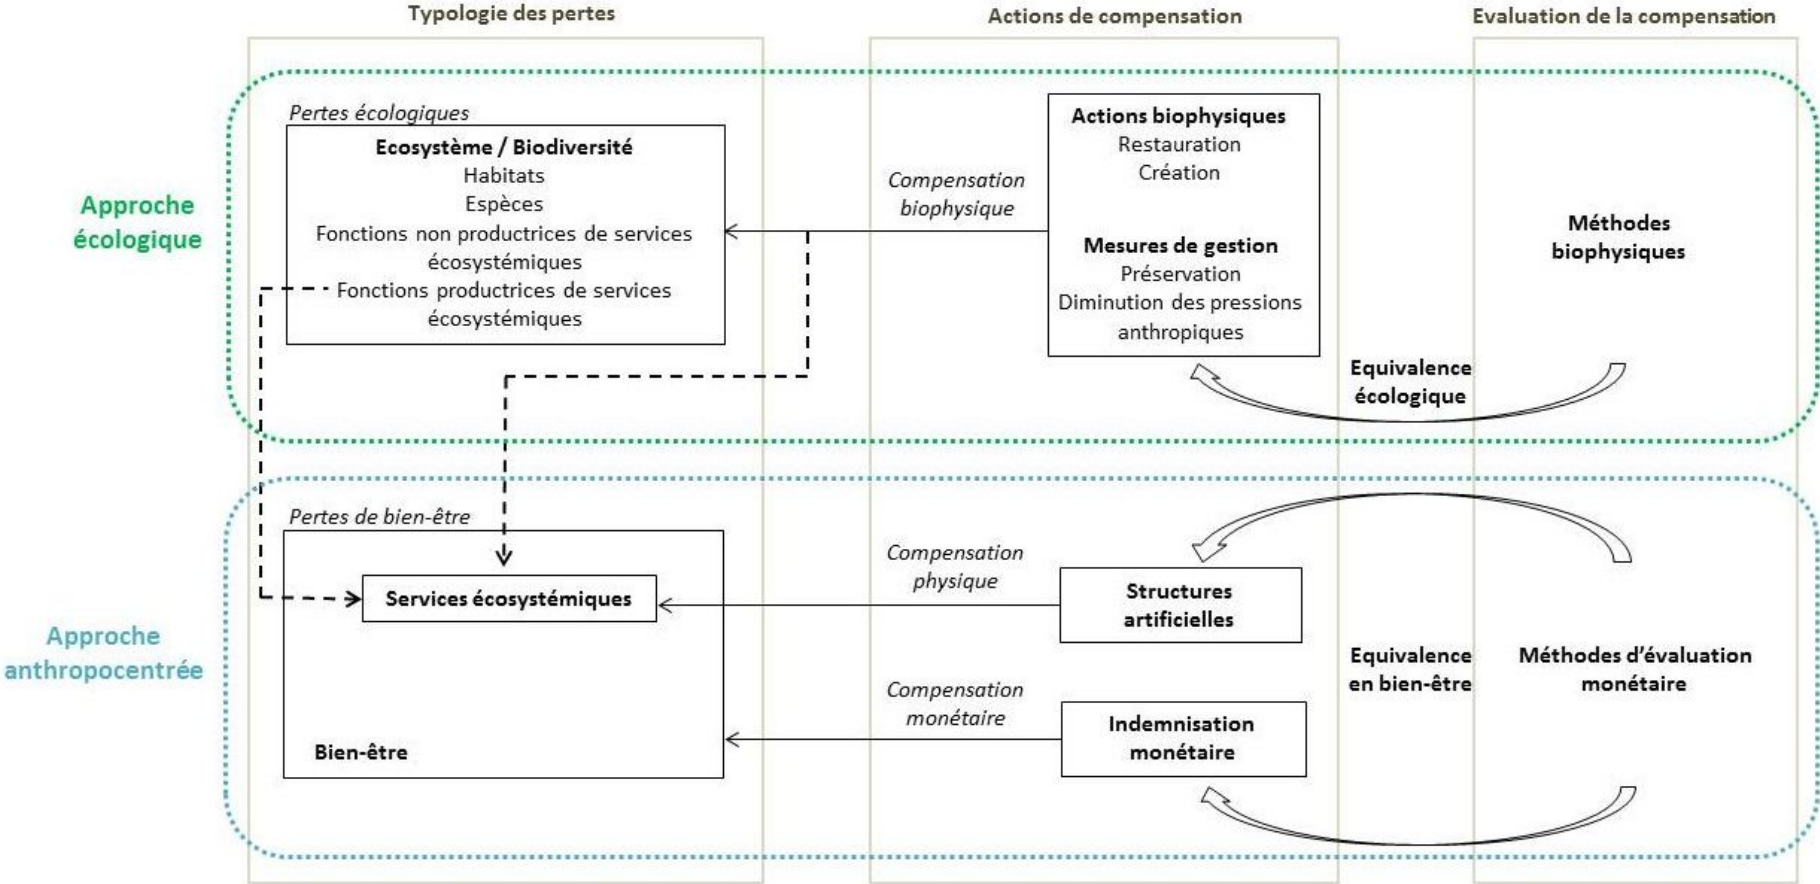 Typologie des pertes
Actions de compensation
Evaluation de la compensation
Approche
écologique
Pertes écologiques
Ecosystème / Biodiversité
Habitats
Espèces
Fonctions non productrices de services
écosystémiques
Fonctions productrices de services
écosystémiques
Compensation
biophysique
Actions biophysiques
Restauration
Création
Mesures de gestion
Préservation
Diminution des pressions
anthropiques
Equivalence
écologique
Méthodes
biophysiques
Approche
anthropocentrée
Pertes de bien-être
Services écosystémiques
Bien-être
Compensation
physique
Structures
artificielles
Compensation
monétaire
Indemnisation
monétaire
Equivalence
en bien-être
Méthodes d'évaluation
monétaire